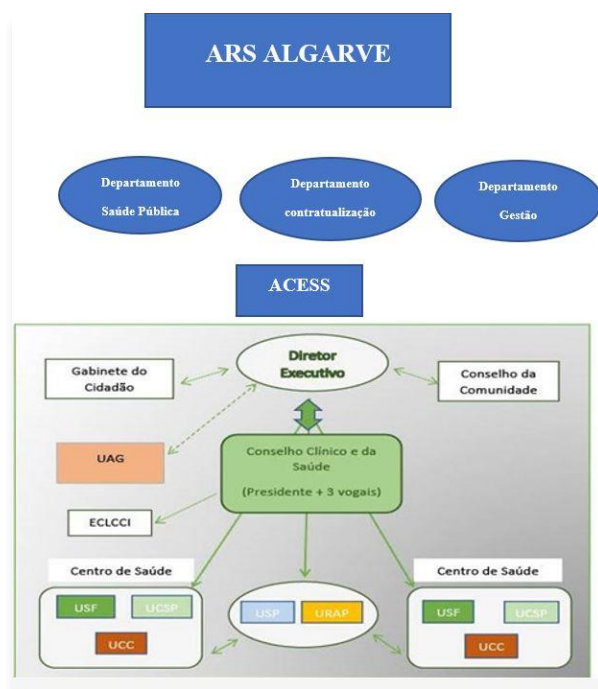 ARS ALGARVE
Departamento
Saúde Pública
Departamento
contratualização
Departamento
Gestão
ACESS
Gabinete do
Cidadão
Diretor
Executivo
Conselho da
Comunidade
UAG
Conselho Clínico e da
Saúde
(Presidente + 3 vogais)
ECLCCI
Centro de Saúde
Centro de Saúde
USF
UCSP
UCC
USP
URAP
USF
UCSP
UCC